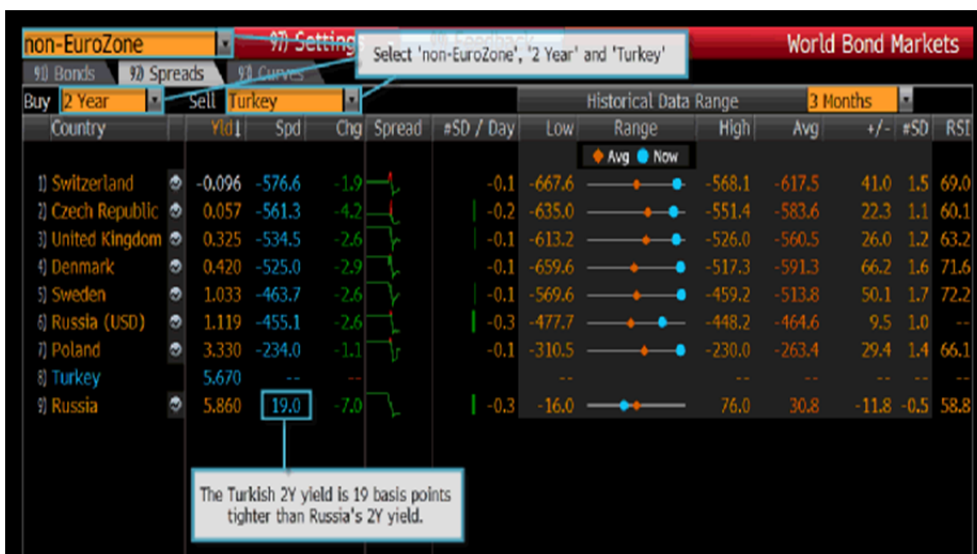 non-EuroZone 97) Settings Feedback World Bond Markets
Select 'non-EuroZone', '2 Year' and 'Turkey'
91) Bonds 92) Spreads 93) Curves
Buy 2 Year Sell Turkey Historical Data Range 3 Months
Country Yld↓ Spd Chg Spread #SD / Day Low Range High Avg +/- #SD RSI
Avg Now
1) Switzerland -0.096 -576.6 -1.9 -0.1 -667.6 -568.1 -617.5 41.0 1.5 69.0
2) Czech Republic 0.057 -561.3 -4.2 -0.2 -635.0 -551.4 -583.6 22.3 1.1 60.1
3) United Kingdom 0.325 -534.5 -2.6 -0.1 -613.2 -526.0 -560.5 26.0 1.2 63.2
4) Denmark 0.420 -525.0 -2.9 -0.1 -659.6 -517.3 -591.3 66.2 1.6 71.6
5) Sweden 1.033 -463.7 -2.6 -0.1 -569.6 -459.2 -513.8 50.1 1.7 72.2
6) Russia (USD) 1.119 -455.1 -2.6 -0.3 -477.7 -448.2 -464.6 9.5 1.0 --
7) Poland 3.330 -234.0 -1.1 -0.1 -310.5 -230.0 -263.4 29.4 1.4 66.1
8) Turkey 5.670 -- -- -- -- -- -- -- --
9) Russia 5.860 19.0 -7.0 -0.3 -16.0 76.0 30.8 -11.8 -0.5 58.8
The Turkish 2Y yield is 19 basis points
tighter than Russia's 2Y yield.